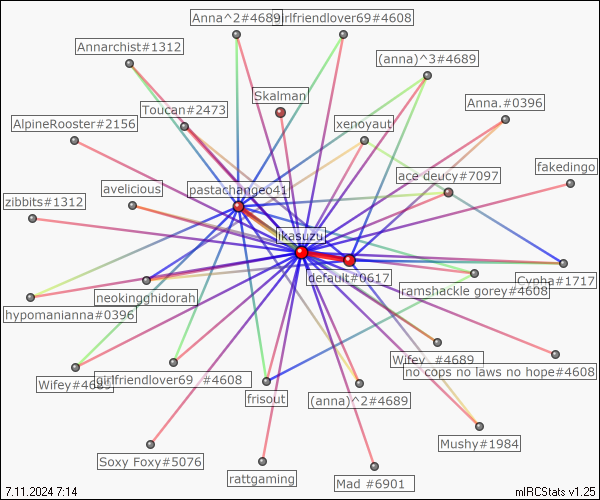 Anna^2#4689
girlfriendlover69#4608
Annarchist#1312
(anna)^3#4689
Skalman
Toucan#2473
Anna.#0396
AlpineRooster#2156
xenoyaut
fakedingo
avelicious
pastachangeo41
ace deucy#7097
zibbits#1312
ikasuzu
default#0617
Cypha#1717
neokingghidorah
ramshackle gorey#4608
hypomanianna#0396
Wifey #4689
no cops no laws no hope#4608
Wifey#4689
girlfriendlover69 #4608
frisout
(anna)^2#4689
Mushy#1984
Soxy Foxy#5076
rattgaming
Mad #6901
7.11.2024 7:14
mIRCStats v1.25